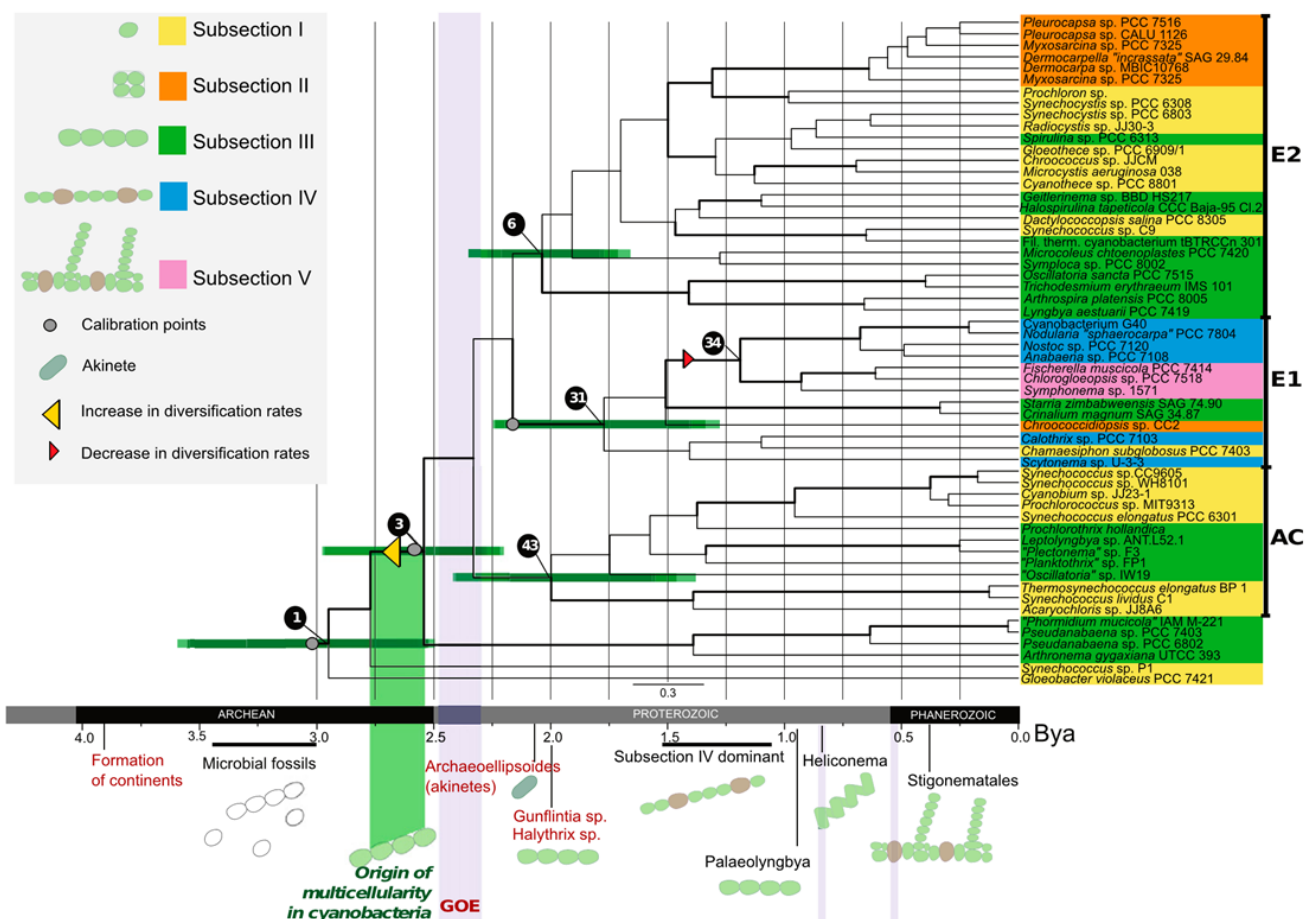 Subsection I
Subsection II
Subsection III
Subsection IV
Subsection V
Calibration points
Akinete
Increase in diversification rates
Decrease in diversification rates
1
3
6
31
34
43
Pleurocapsa sp. PCC 7516
Pleurocapsa sp. CALU 1126
Myxosarcina sp. PCC 7325
Dermocarpella "incrassata" SAG 29.84
Dermocarpa sp. MBIC10768
Myxosarcina sp. PCC 7325
Prochloron sp.
Synechocystis sp. PCC 6308
Synechocystis sp. PCC 6803
Radiocystis sp. JJ30-3
Spirulina sp. PCC 6313
Gloeothece sp. PCC 6909/1
Chroococcus sp. JJCM
Microcystis aeruginosa 038
Cyanothece sp. PCC 8801
Geitlerinema sp. BBD HS217
Halospirulina tapeticola CCC Baja-95 Cl.2
Dactylococcopsis salina PCC 8305
Synechococcus sp. C9
Fil. therm. cyanobacterium tBTRCCn 301
Microcoleus chtoenoplastes PCC 7420
Symploca sp. PCC 8002
Oscillatoria sancta PCC 7515
Trichodesmium erythraeum IMS 101
Arthrospira platensis PCC 8005
Lyngbya aestuarii PCC 7419
Cyanobacterium G40
Nodularia "sphaerocarpa" PCC 7804
Nostoc sp. PCC 7120
Anabaena sp. PCC 7108
Fischerella muscicola PCC 7414
Chlorogloeopsis sp. PCC 7518
Symphonema sp. 1571
Starria zimbabweensis SAG 74.90
Crinalium magnum SAG 34.87
Chroococcidiopsis sp. CC2
Calothrix sp. PCC 7103
Chamaesiphon subglobosus PCC 7403
Scytonema sp. U-3-3
Synechococcus sp.CC9605
Synechococcus sp. WH8101
Cyanobium sp. JJ23-1
Prochlorococcus sp. MIT9313
Synechococcus elongatus PCC 6301
Prochlorothrix hollandica
Leptolyngbya sp. ANT.L52.1
"Plectonema" sp. F3
"Planktothrix" sp. FP1
"Oscillatoria" sp. IW19
Thermosynechococcus elongatus BP 1
Synechococcus lividus C1
Acaryochloris sp. JJ8A6
"Phormidium mucicola" IAM M-221
Pseudanabaena sp. PCC 7403
Pseudanabaena sp. PCC 6802
Arthronema gygaxiana UTCC 393
Synechococcus sp. P1
Gloeobacter violaceus PCC 7421
E2
E1
AC
0.3
ARCHEAN PROTEROZOIC PHANEROZOIC
4.0 3.5 3.0 2.5 2.0 1.5 1.0 0.5 0.0 Bya
Formation
of continents
Microbial fossils
Archaeoellipsoides
(akinetes)
Gunflintia sp.
Halythrix sp.
Subsection IV dominant
Heliconema
Stigonematales
Palaeolyngbya
Origin of
multicellularity
in cyanobacteria
GOE